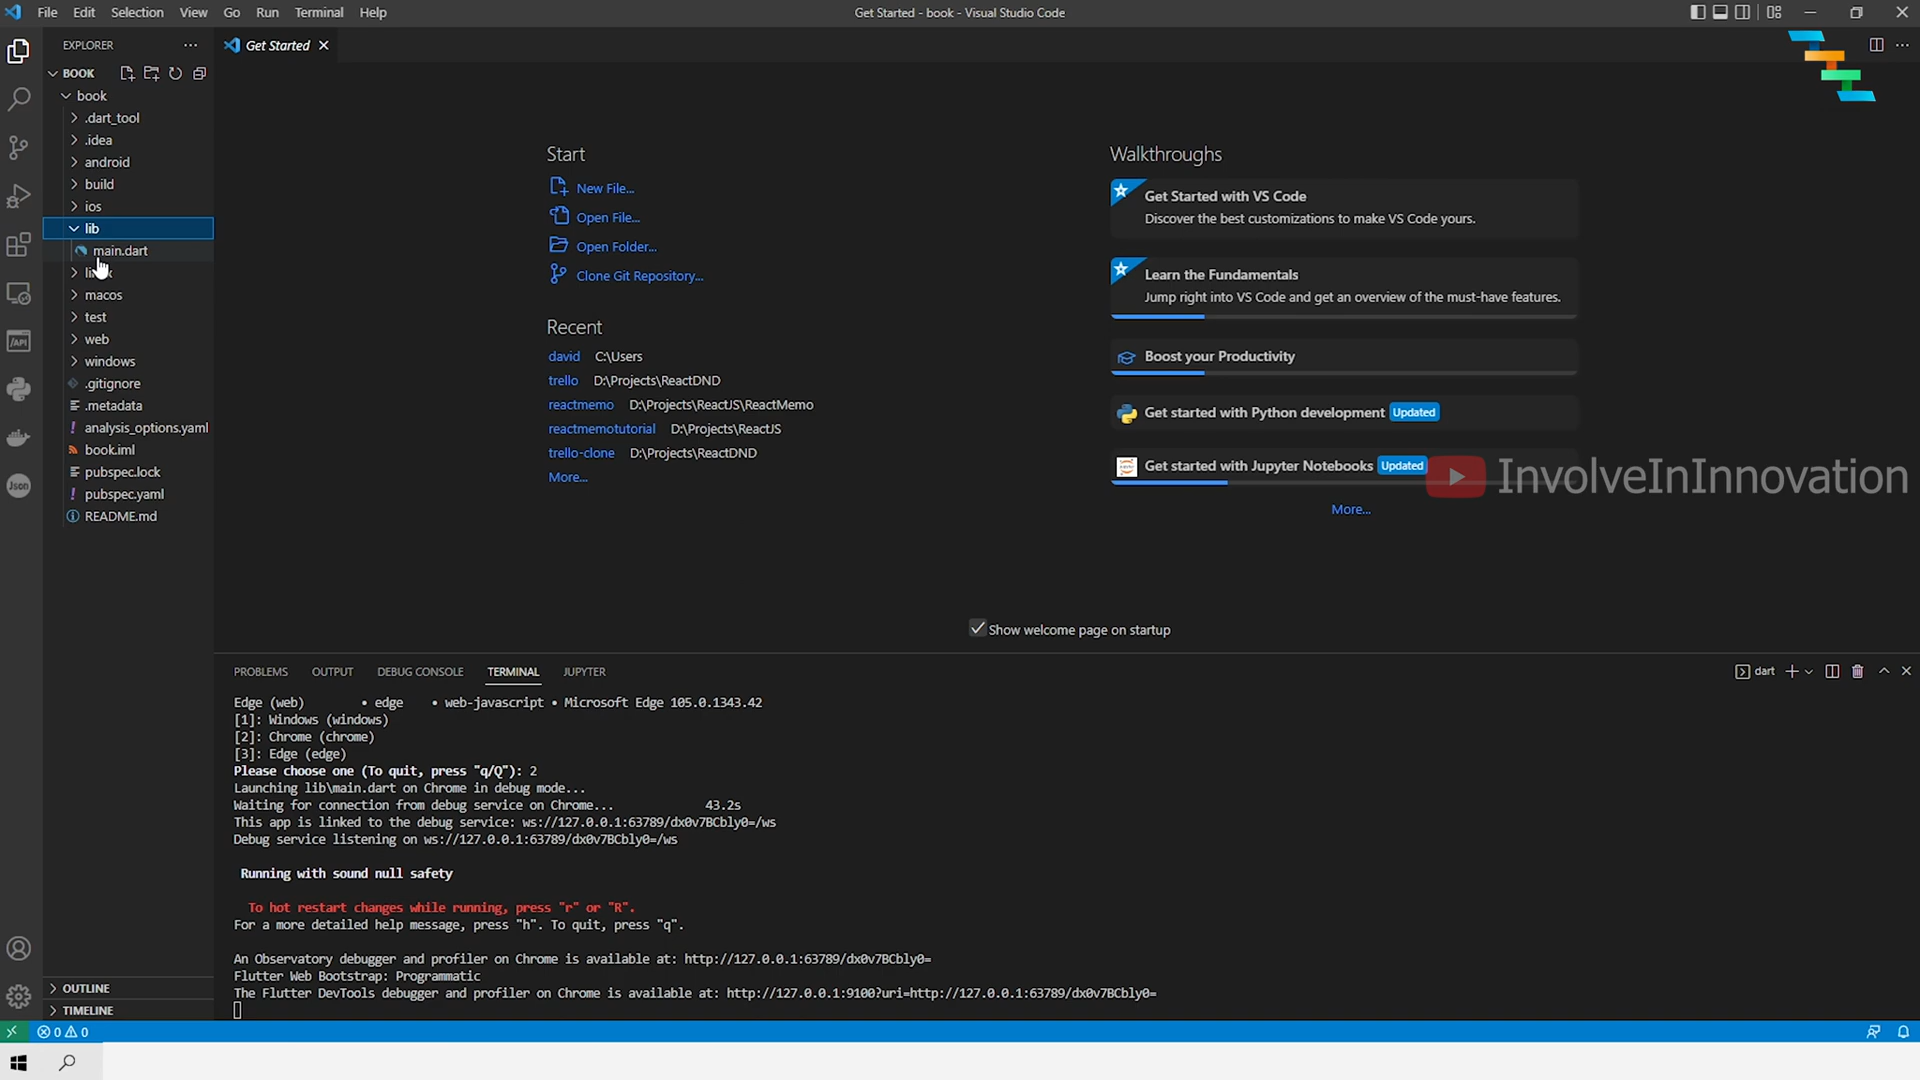 File Edit Selection View Go Run Terminal Help
Get Started - book - Visual Studio Code
EXPLORER
Get Started
BOOK
book
.dart_tool
.idea
android
build
ios
lib
main.dart
macos
test
web
windows
.gitignore
.metadata
analysis_options.yaml
book.iml
pubspec.lock
pubspec.yaml
README.md
OUTLINE
TIMELINE
/API
Json
Start
New File...
Open File...
Open Folder...
Clone Git Repository...
Recent
david C:\Users
trello D:\Projects\ReactDND
reactmemo D:\Projects\ReactJS\ReactMemo
reactmemotutorial D:\Projects\ReactJS
trello-clone D:\Projects\ReactDND
More...
Walkthroughs
Get Started with VS Code
Discover the best customizations to make VS Code yours.
Learn the Fundamentals
Jump right into VS Code and get an overview of the must-have features.
Boost your Productivity
Get started with Python development Updated
Get started with Jupyter Notebooks Updated
InvolveInInnovation
More...
Show welcome page on startup
PROBLEMS OUTPUT DEBUG CONSOLE TERMINAL JUPYTER
dart
Edge (web) • edge • web-javascript • Microsoft Edge 105.0.1343.42
[1]: Windows (windows)
[2]: Chrome (chrome)
[3]: Edge (edge)
Please choose one (To quit, press "q/Q"): 2
Launching lib\main.dart on Chrome in debug mode...
Waiting for connection from debug service on Chrome... 43.2s
This app is linked to the debug service: ws://127.0.0.1:63789/dx0v7BCbly0=/ws
Debug service listening on ws://127.0.0.1:63789/dx0v7BCbly0=/ws
Running with sound null safety
To hot restart changes while running, press "r" or "R".
For a more detailed help message, press "h". To quit, press "q".
An Observatory debugger and profiler on Chrome is available at: http://127.0.0.1:63789/dx0v7BCbly0=
Flutter Web Bootstrap: Programmatic
The Flutter DevTools debugger and profiler on Chrome is available at: http://127.0.0.1:9100?uri=http://127.0.0.1:63789/dx0v7BCbly0=
0 0